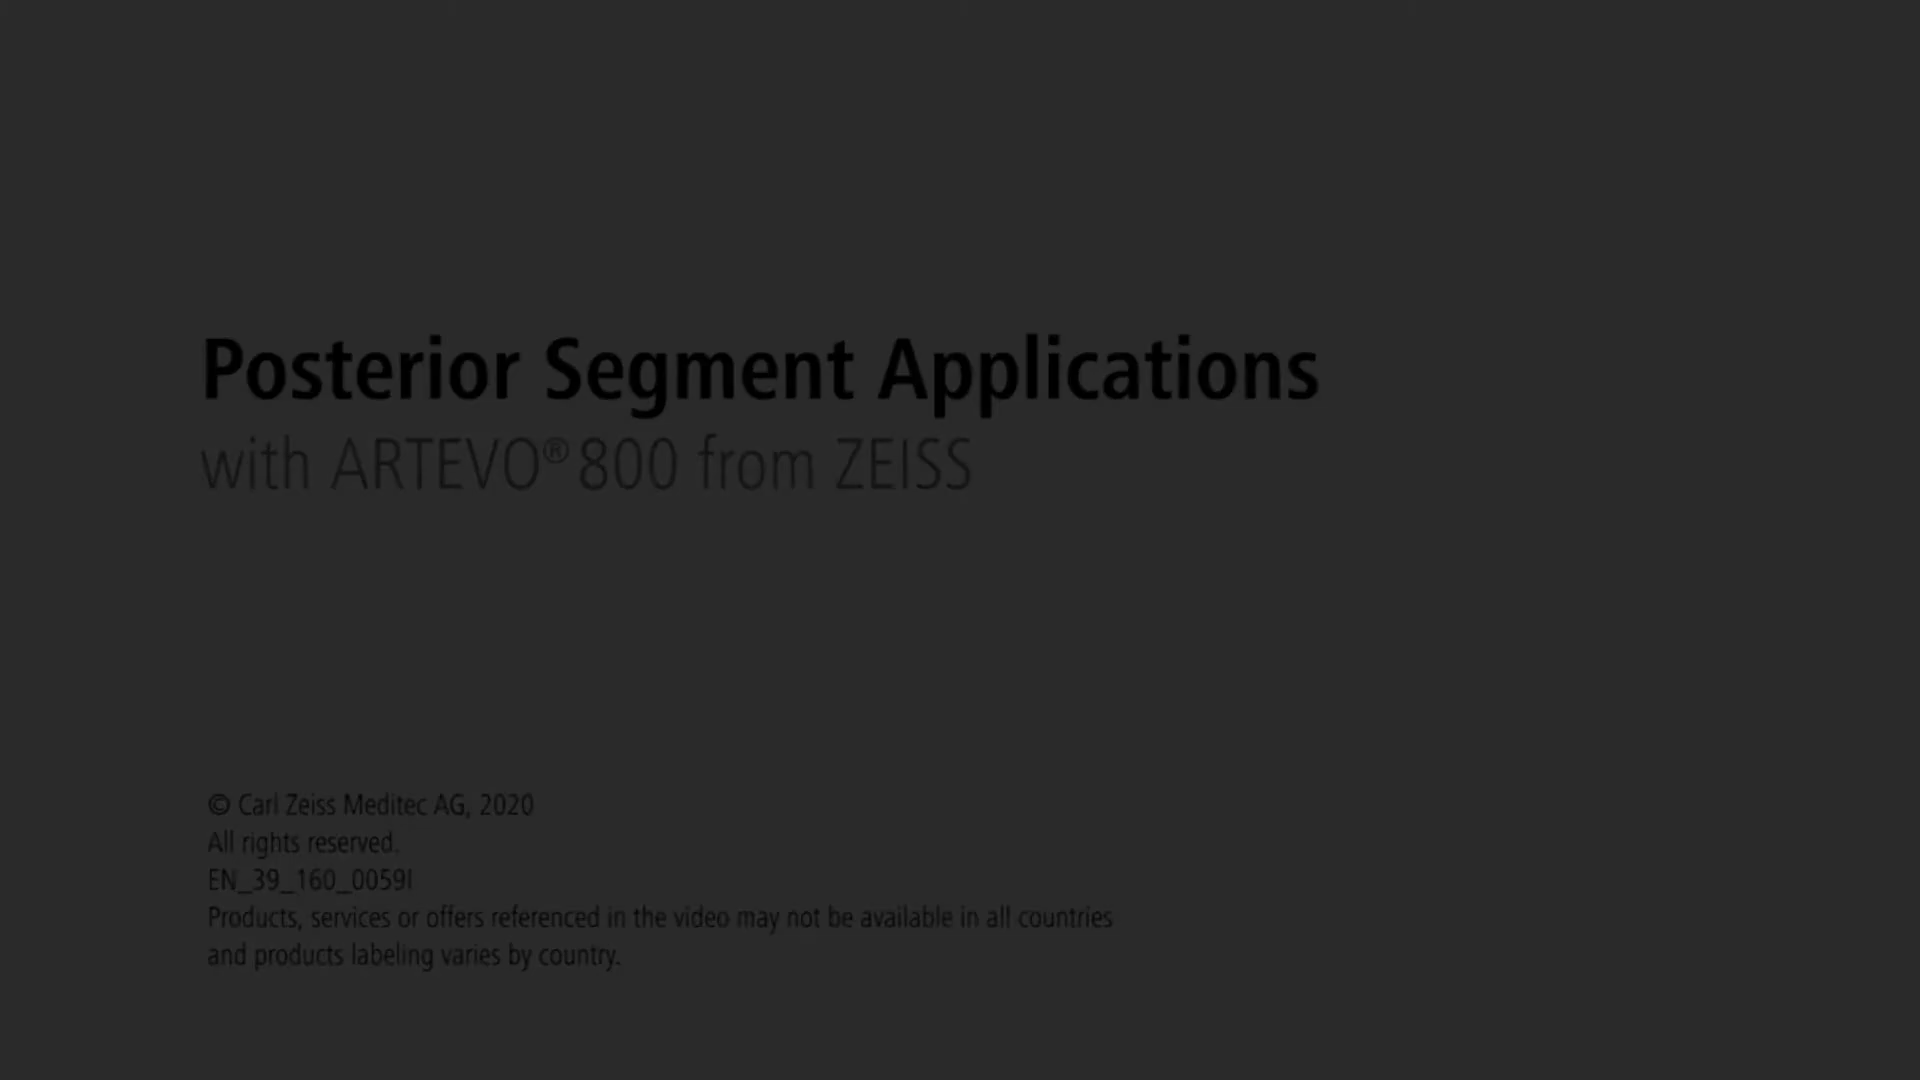 Posterior Segment Applications
with ARTEVO® 800 from ZEISS
© Carl Zeiss Meditec AG, 2020
All rights reserved.
EN_39_160_0059I
Products, services or offers referenced in the video may not be available in all countries
and products labeling varies by country.